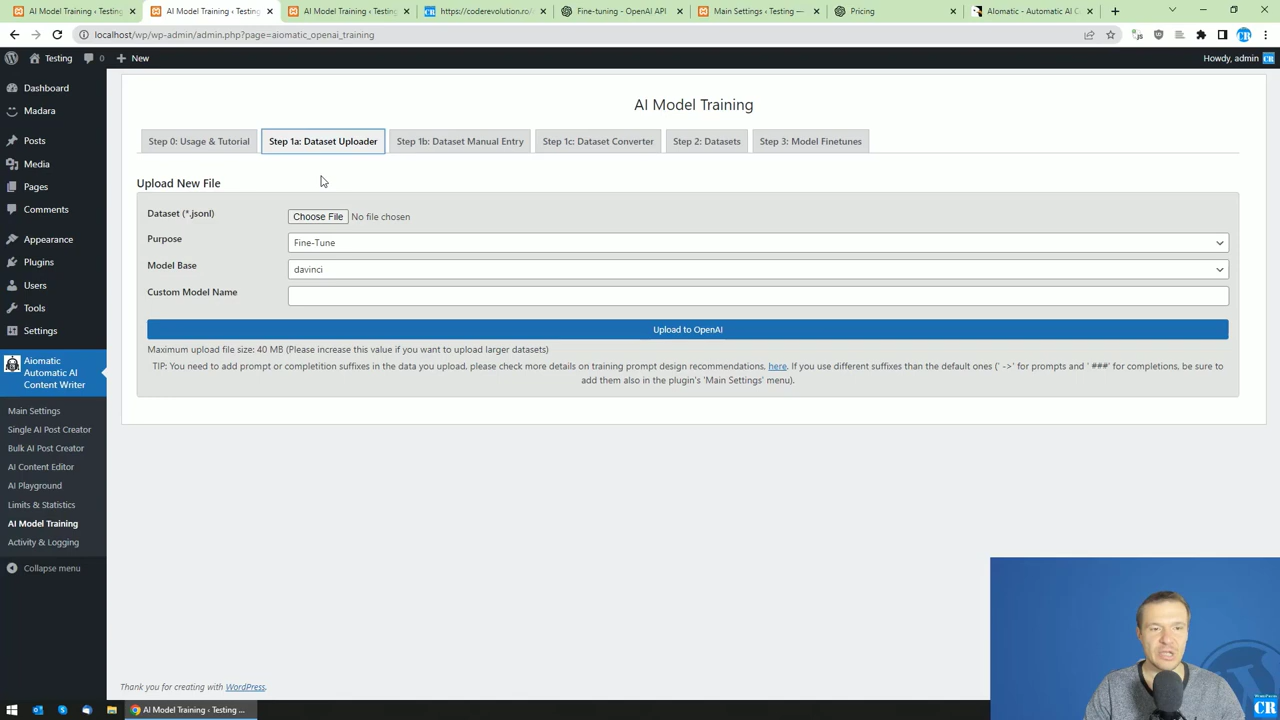 AI Model Training ‹ Testing
AI Model Training ‹ Testing
AI Model Training ‹ Testing
https://coderevolution.ro/
Fine-tuning - OpenAI API
Main Settings ‹ Testing —
Pricing
AIomatic - Automatic AI C
localhost/wp/wp-admin/admin.php?page=aiomatic_openai_training
Testing
0
New
Howdy, admin
CR
Dashboard
Madara
Posts
Media
Pages
Comments
Appearance
Plugins
Users
Tools
Settings
Aiomatic
Automatic AI
Content Writer
Main Settings
Single AI Post Creator
Bulk AI Post Creator
AI Content Editor
AI Playground
Limits & Statistics
AI Model Training
Activity & Logging
Collapse menu
AI Model Training
Step 0: Usage & Tutorial
Step 1a: Dataset Uploader
Step 1b: Dataset Manual Entry
Step 1c: Dataset Converter
Step 2: Datasets
Step 3: Model Finetunes
Upload New File
Dataset (*.jsonl)
Choose File No file chosen
Purpose
Fine-Tune
Model Base
davinci
Custom Model Name
Upload to OpenAI
Maximum upload file size: 40 MB (Please increase this value if you want to upload larger datasets)
TIP: You need to add prompt or completition suffixes in the data you upload, please check more details on training prompt design recommendations, here. If you use different suffixes than the default ones (' ->' for prompts and ' ###' for completions, be sure to
add them also in the plugin's 'Main Settings' menu).
Thank you for creating with WordPress.
AI Model Training ‹ Testing ...
CR